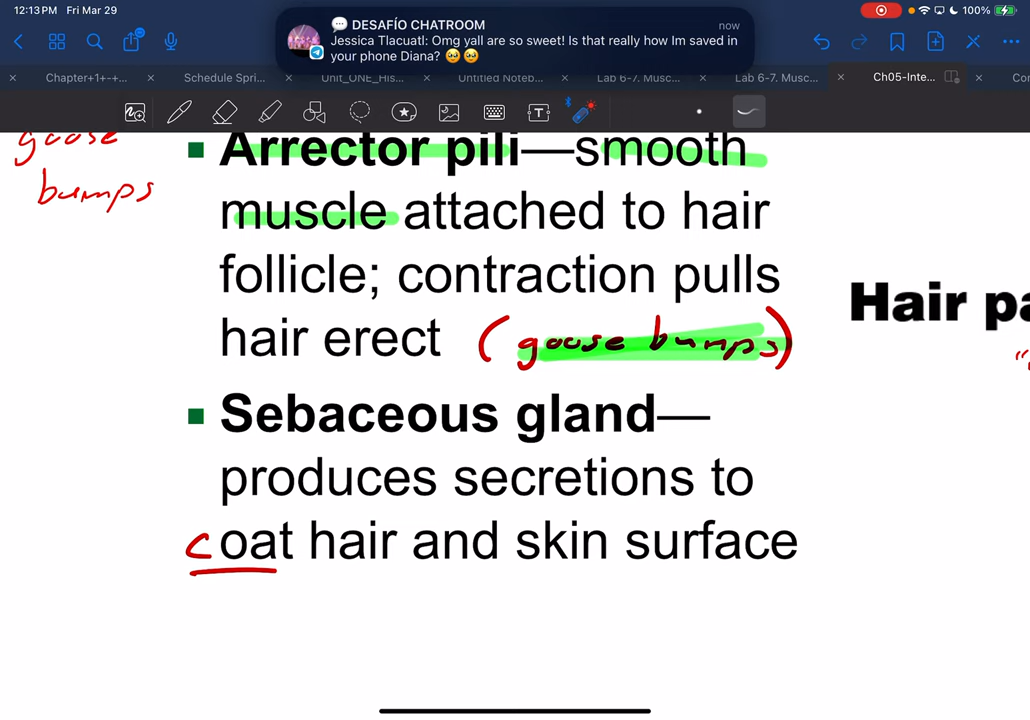 12:13 PM Fri Mar 29
100%
DESAFÍO CHATROOM
now
Jessica Tlacuatl: Omg yall are so sweet! Is that really how Im saved in
your phone Diana? 🥹🥹
Chapter+1+-+...
Schedule Spri...
Unit_ONE_His...
Untitled Noteb...
Lab 6-7. Musc...
Lab 6-7. Musc...
Ch05-Inte...
Con
goose
bumps
Arrector pili—smooth
muscle attached to hair
follicle; contraction pulls
hair erect (goose bumps)
Hair pa
Sebaceous gland—
produces secretions to
coat hair and skin surface